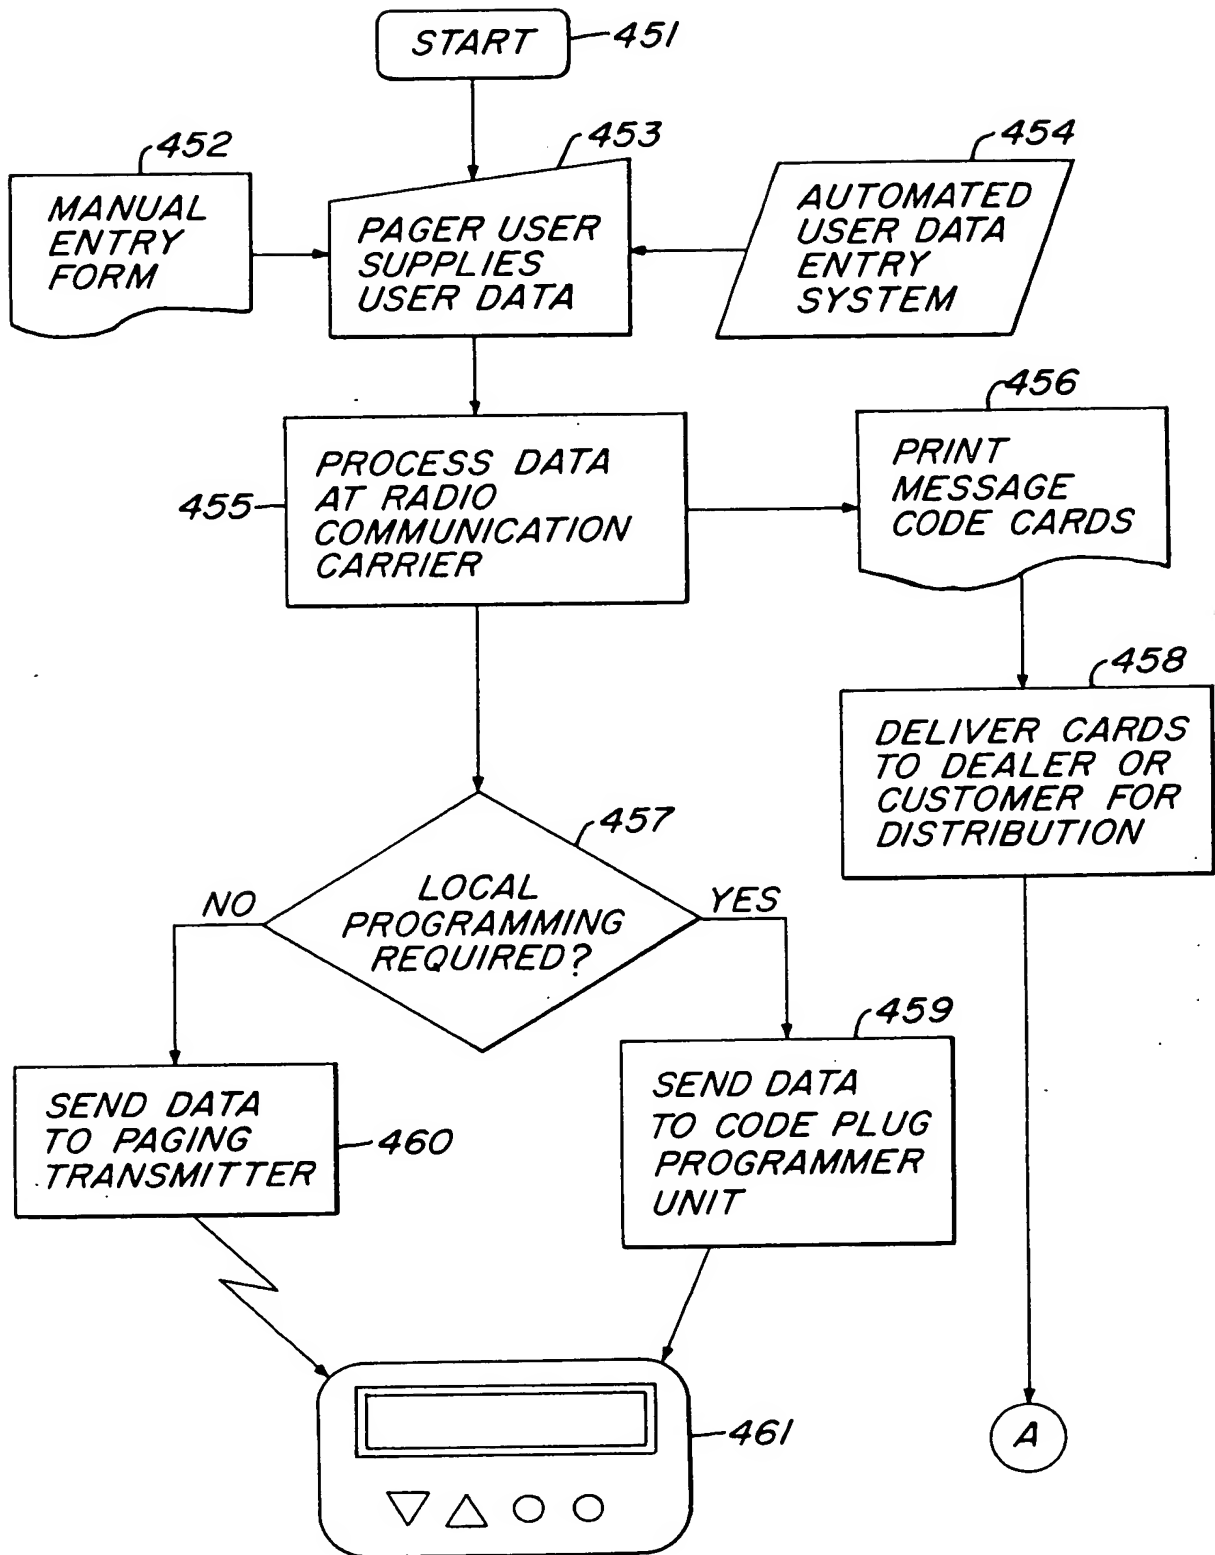 START
451
452
453
454
MANUAL
ENTRY
FORM
PAGER USER
SUPPLIES
USER DATA
AUTOMATED
USER DATA
ENTRY
SYSTEM
455
PROCESS DATA
AT RADIO
COMMUNICATION
CARRIER
456
PRINT
MESSAGE
CODE CARDS
458
DELIVER CARDS
TO DEALER OR
CUSTOMER FOR
DISTRIBUTION
457
LOCAL
PROGRAMMING
REQUIRED?
NO
YES
460
SEND DATA
TO PAGING
TRANSMITTER
459
SEND DATA
TO CODE PLUG
PROGRAMMER
UNIT
461
A